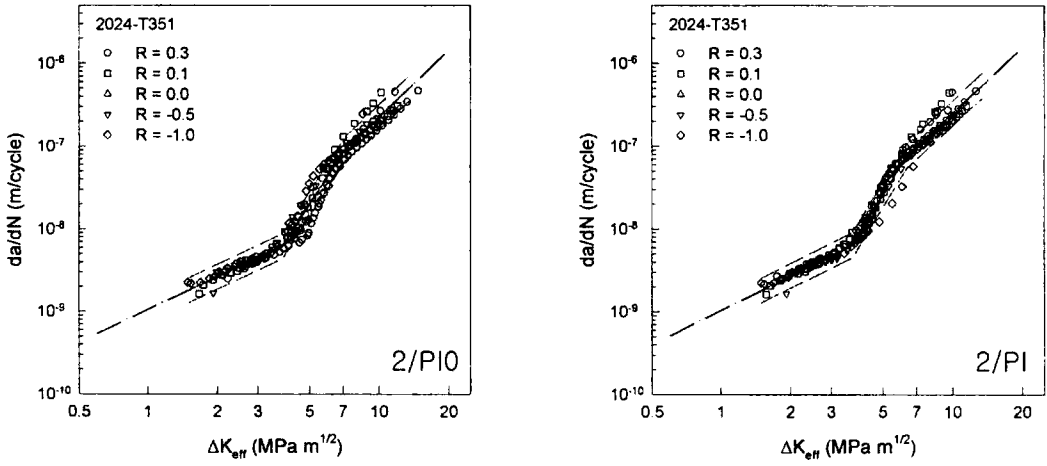 2024-T351
R = 0.3
R = 0.1
R = 0.0
R = -0.5
R = -1.0
10⁻⁶
10⁻⁷
10⁻⁸
10⁻⁹
10⁻¹⁰
da/dN (m/cycle)
2/PI0
0.5 1 2 3 5 7 10 20
ΔK_eff (MPa m^1/2)
2024-T351
R = 0.3
R = 0.1
R = 0.0
R = -0.5
R = -1.0
10⁻⁶
10⁻⁷
10⁻⁸
10⁻⁹
10⁻¹⁰
da/dN (m/cycle)
2/PI
0.5 1 2 3 5 7 10 20
ΔK_eff (MPa m^1/2)